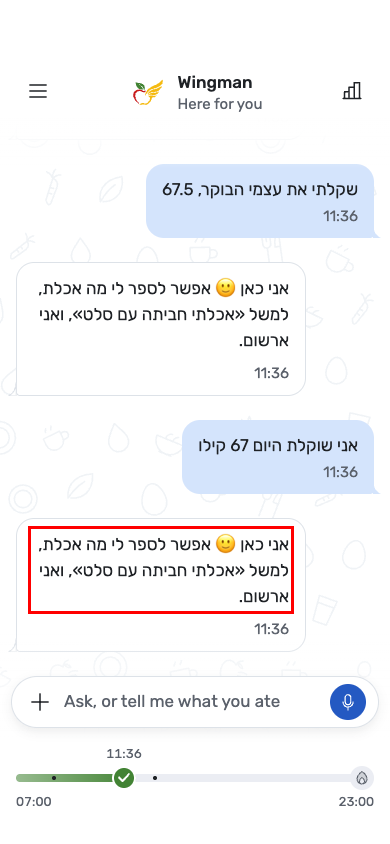 Wingman
Here for you
שקלתי את עצמי הבוקר, 67.5
11:36
אני כאן 🙂 אפשר לספר לי מה אכלת,
למשל «אכלתי חביתה עם סלט», ואני
ארשום.
11:36
אני שוקלת היום 67 קילו
11:36
אני כאן 🙂 אפשר לספר לי מה אכלת,
למשל «אכלתי חביתה עם סלט», ואני
ארשום.
11:36
Ask, or tell me what you ate
11:36
07:00
23:00